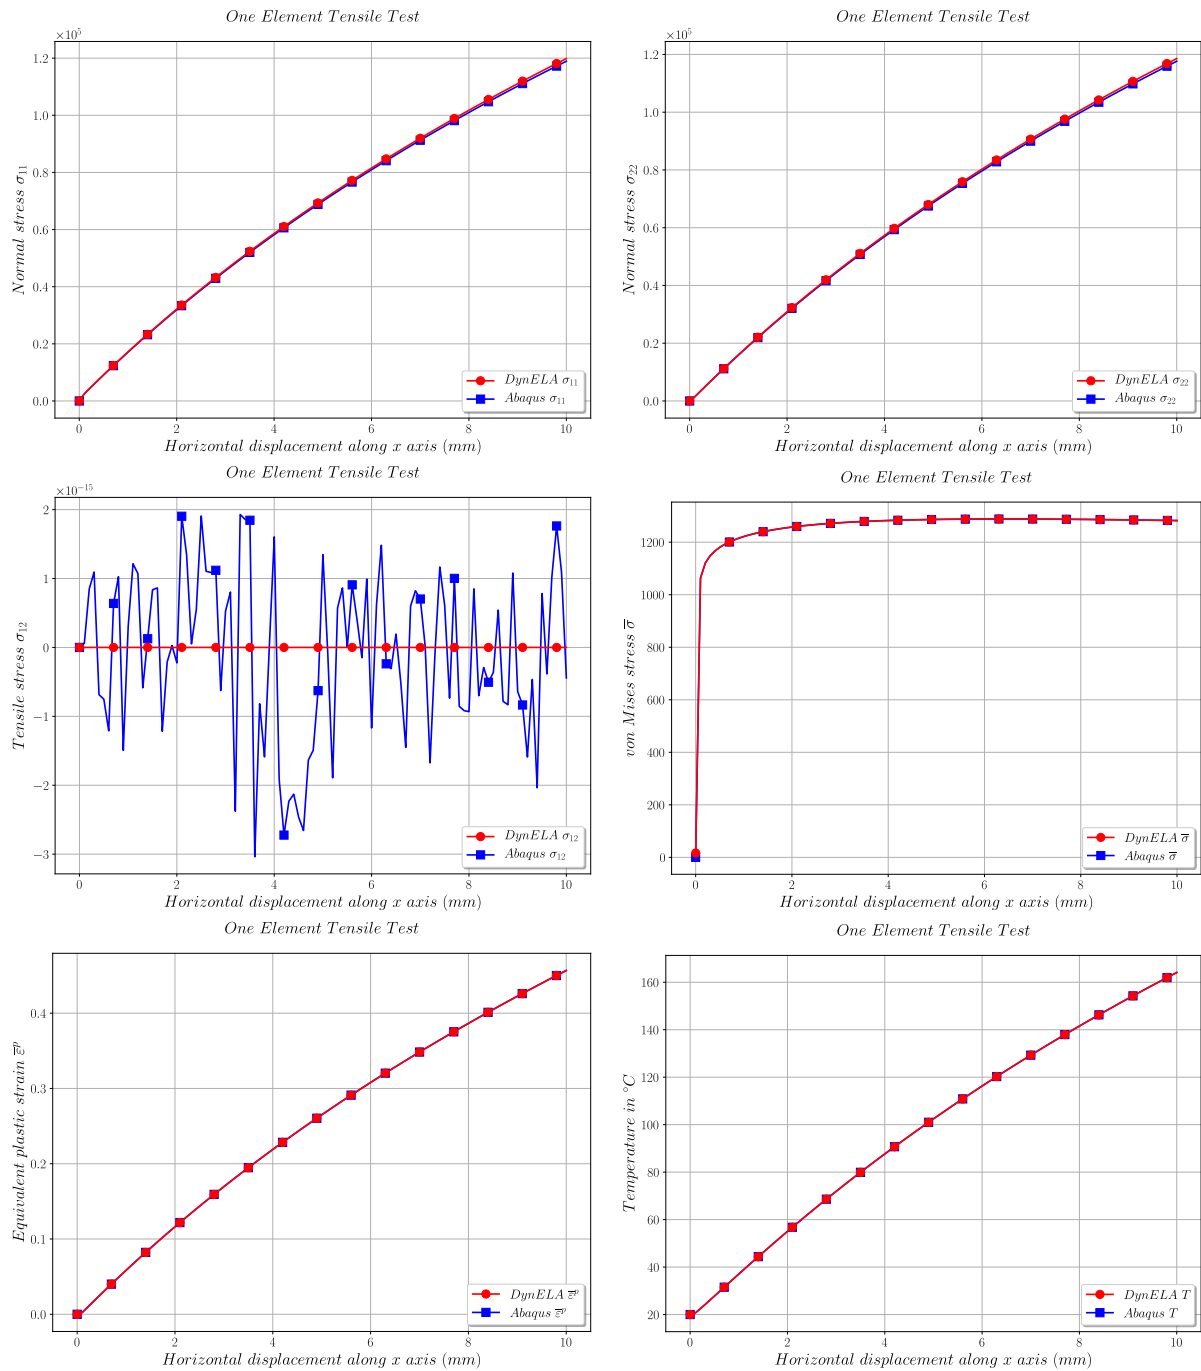 One Element Tensile Test
×10⁵
1.2
1.0
0.8
0.6
0.4
0.2
0.0
Normal stress σ₁₁
DynELA σ₁₁
Abaqus σ₁₁
0 2 4 6 8 10
Horizontal displacement along x axis (mm)
One Element Tensile Test
×10⁵
1.2
1.0
0.8
0.6
0.4
0.2
0.0
Normal stress σ₂₂
DynELA σ₂₂
Abaqus σ₂₂
0 2 4 6 8 10
Horizontal displacement along x axis (mm)
One Element Tensile Test
×10⁻¹⁵
2
1
0
−1
−2
−3
Tensile stress σ₁₂
DynELA σ₁₂
Abaqus σ₁₂
0 2 4 6 8 10
Horizontal displacement along x axis (mm)
One Element Tensile Test
1200
1000
800
600
400
200
0
von Mises stress σ̅
DynELA σ̅
Abaqus σ̅
0 2 4 6 8 10
Horizontal displacement along x axis (mm)
One Element Tensile Test
0.4
0.3
0.2
0.1
0.0
Equivalent plastic strain ε̅ᵖ
DynELA ε̅ᵖ
Abaqus ε̅ᵖ
0 2 4 6 8 10
Horizontal displacement along x axis (mm)
One Element Tensile Test
160
140
120
100
80
60
40
20
Temperature in °C
DynELA T
Abaqus T
0 2 4 6 8 10
Horizontal displacement along x axis (mm)